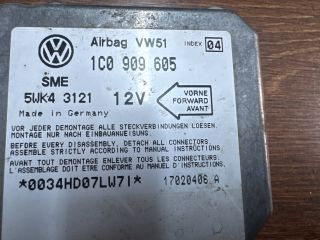 Airbag VW51 INDEX 04
1C0 909 605
SME
5WK4 3121 12V
VORNE
FORWARD
AVANT
Made in Germany
VOR JEDER DEMONTAGE ALLE STECKVERBINDUNGEN LOESEN.
MONTAGE NUR NACH EINBAUANWEISUNG.
BEFORE EVERY DISASSEMBLY, DETACH ALL CONNECTORS
ASSEMBLE STRICTLY ACCORDING TO MANUAL OF INSTRUCTIONS.
AVANT TOUT DEMONTAGE ENLEVER TOUS LES CONNECTEURS.
L'ASSEMBLAGE DOIT ETRE CONFORME AU MANUEL D'INSTRUCTIONS.
*0034HD07LW7I* 17020406 A